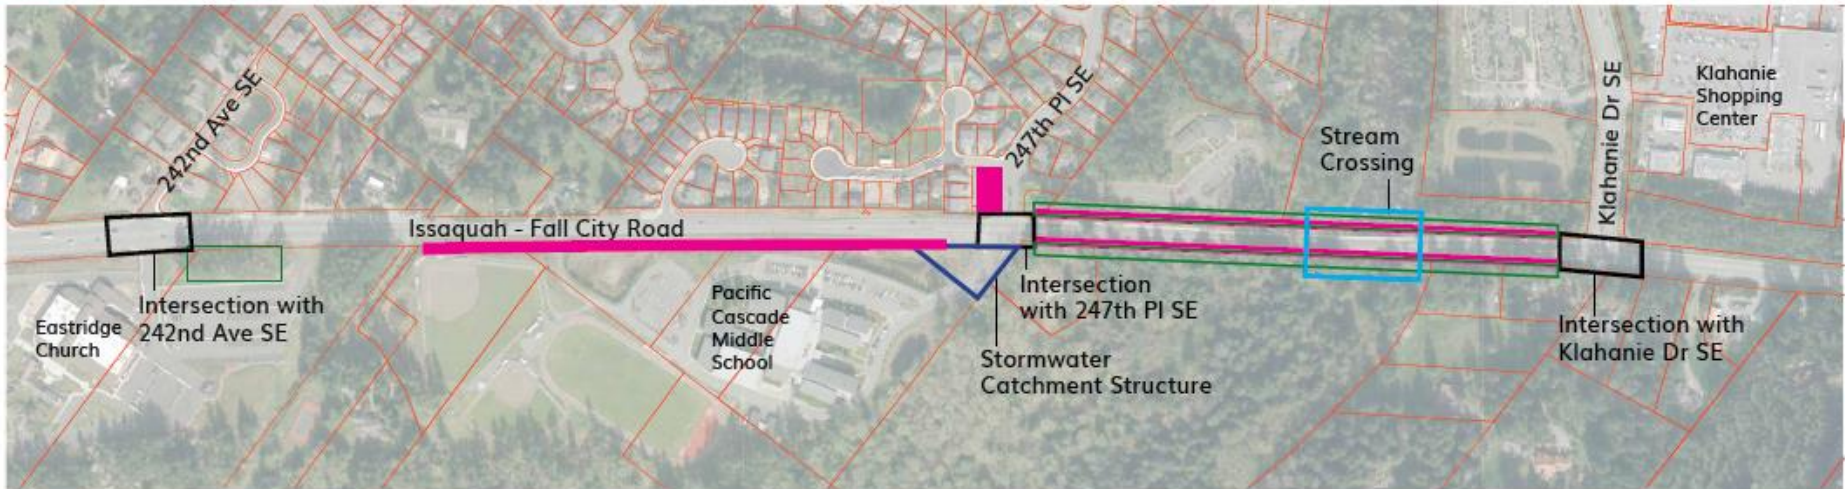 242nd Ave SE
247th Pl SE
Klahanie Dr SE
Klahanie
Shopping
Center
Stream
Crossing
Issaquah - Fall City Road
Intersection with
242nd Ave SE
Eastridge
Church
Pacific
Cascade
Middle
School
Intersection
with 247th Pl SE
Stormwater
Catchment Structure
Intersection with
Klahanie Dr SE